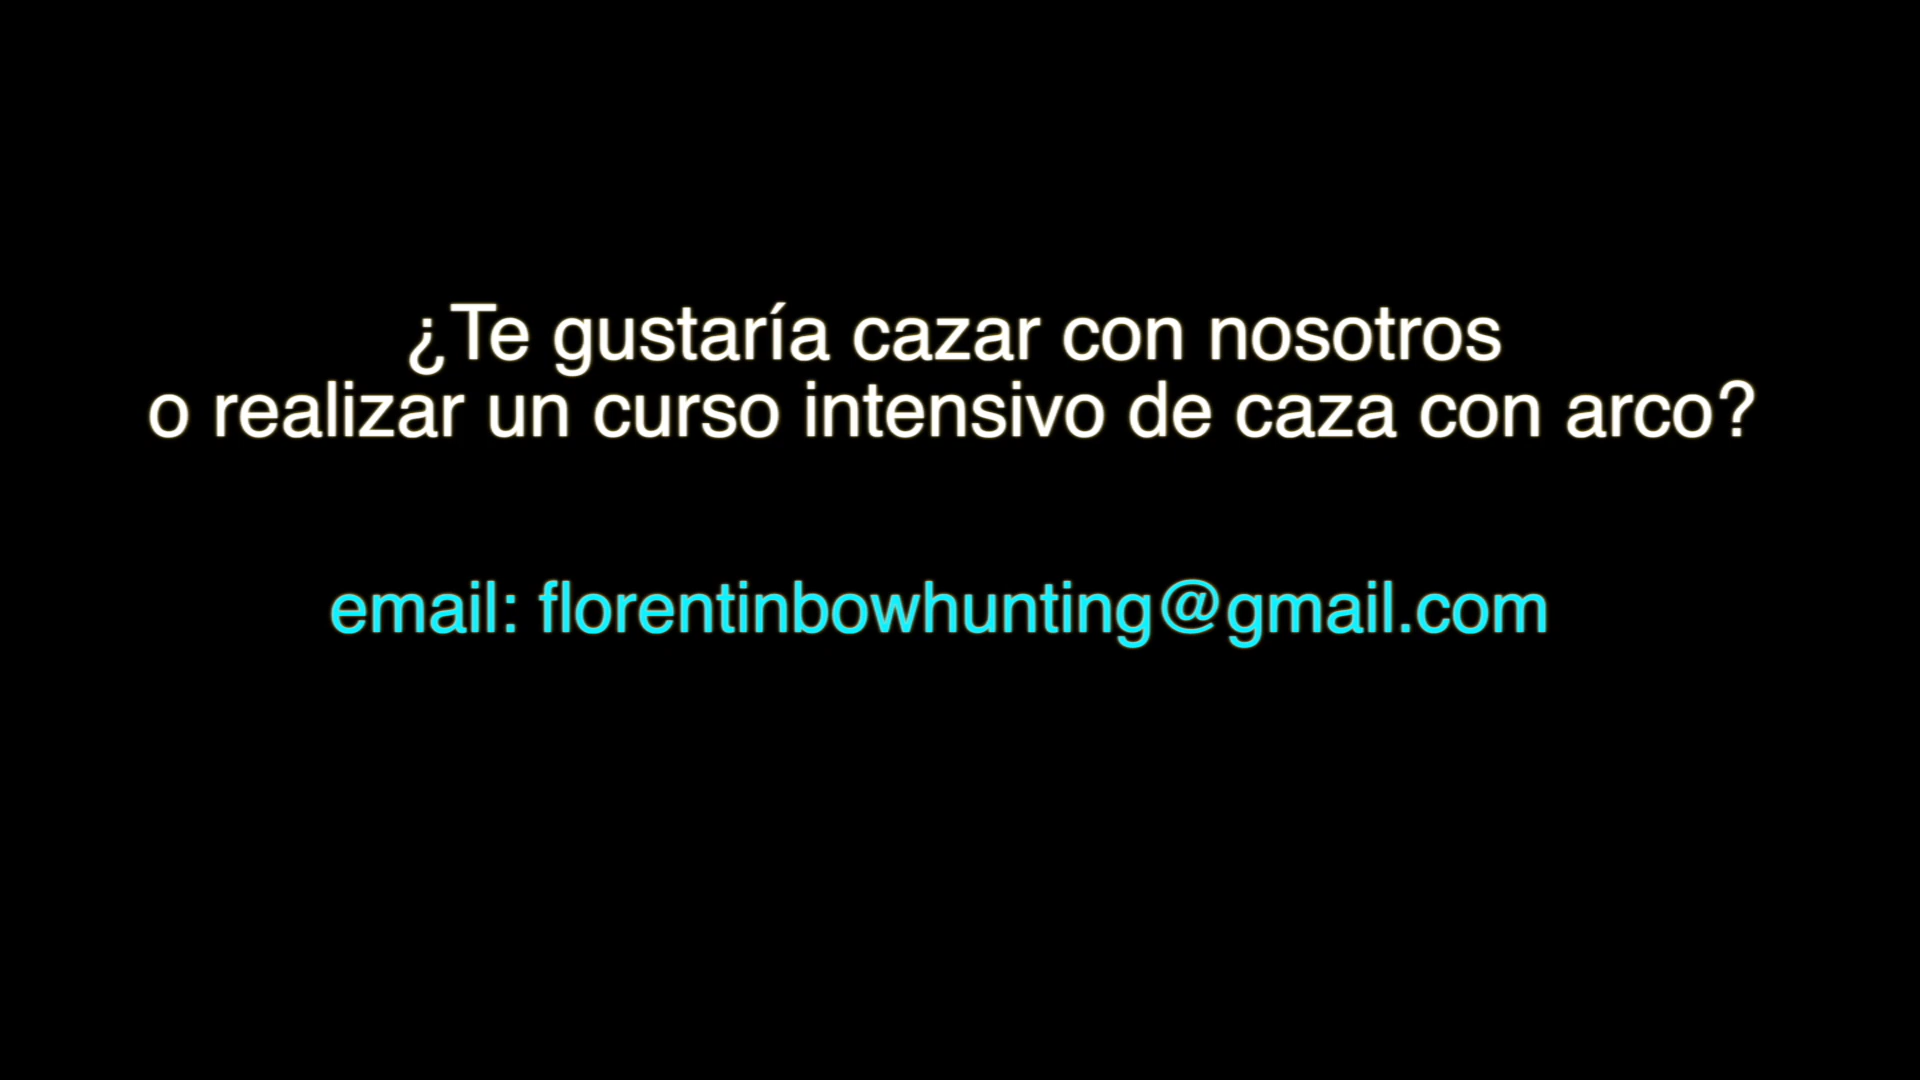 ¿Te gustaría cazar con nosotros
o realizar un curso intensivo de caza con arco?
email: florentinbowhunting@gmail.com